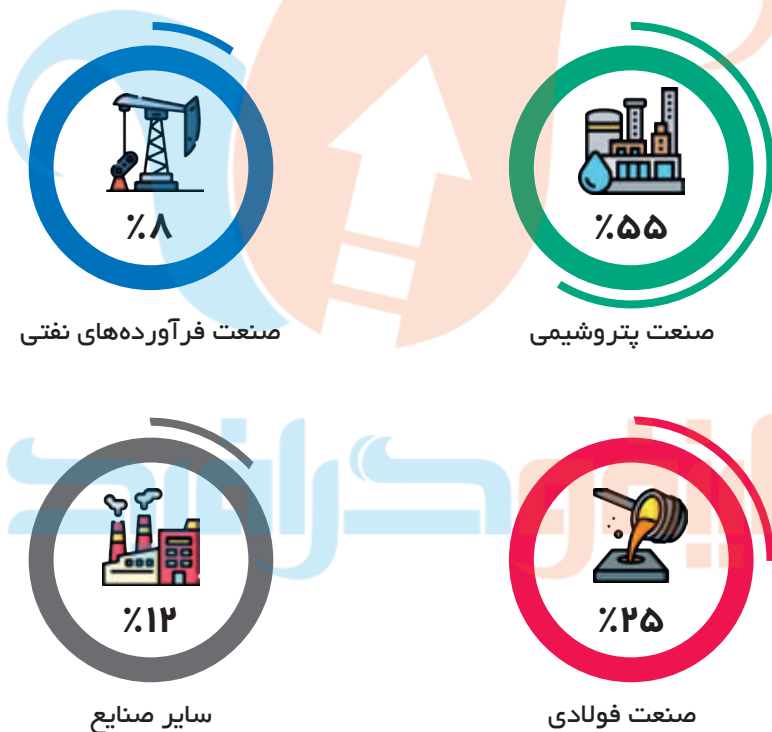 ٪۵۵
صنعت پتروشیمی
٪۸
صنعت فرآورده‌های نفتی
٪۲۵
صنعت فولادی
٪۱۲
سایر صنایع